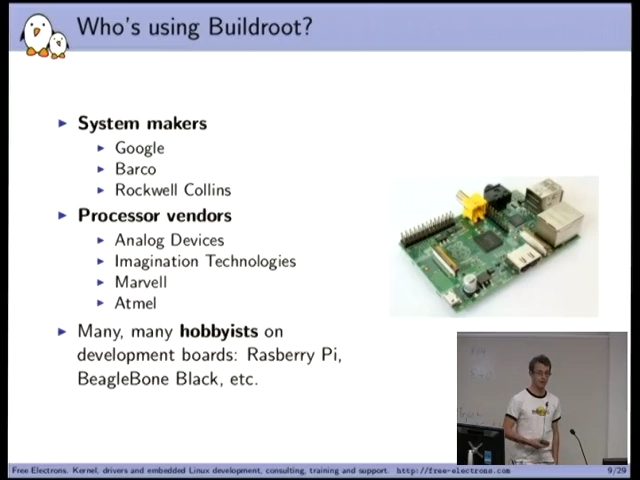 Who's using Buildroot?
▶ System makers
▶ Google
▶ Barco
▶ Rockwell Collins
▶ Processor vendors
▶ Analog Devices
▶ Imagination Technologies
▶ Marvell
▶ Atmel
▶ Many, many hobbyists on
development boards: Rasberry Pi,
BeagleBone Black, etc.
Free Electrons. Kernel, drivers and embedded Linux development, consulting, training and support. http://free-electrons.com
9/29